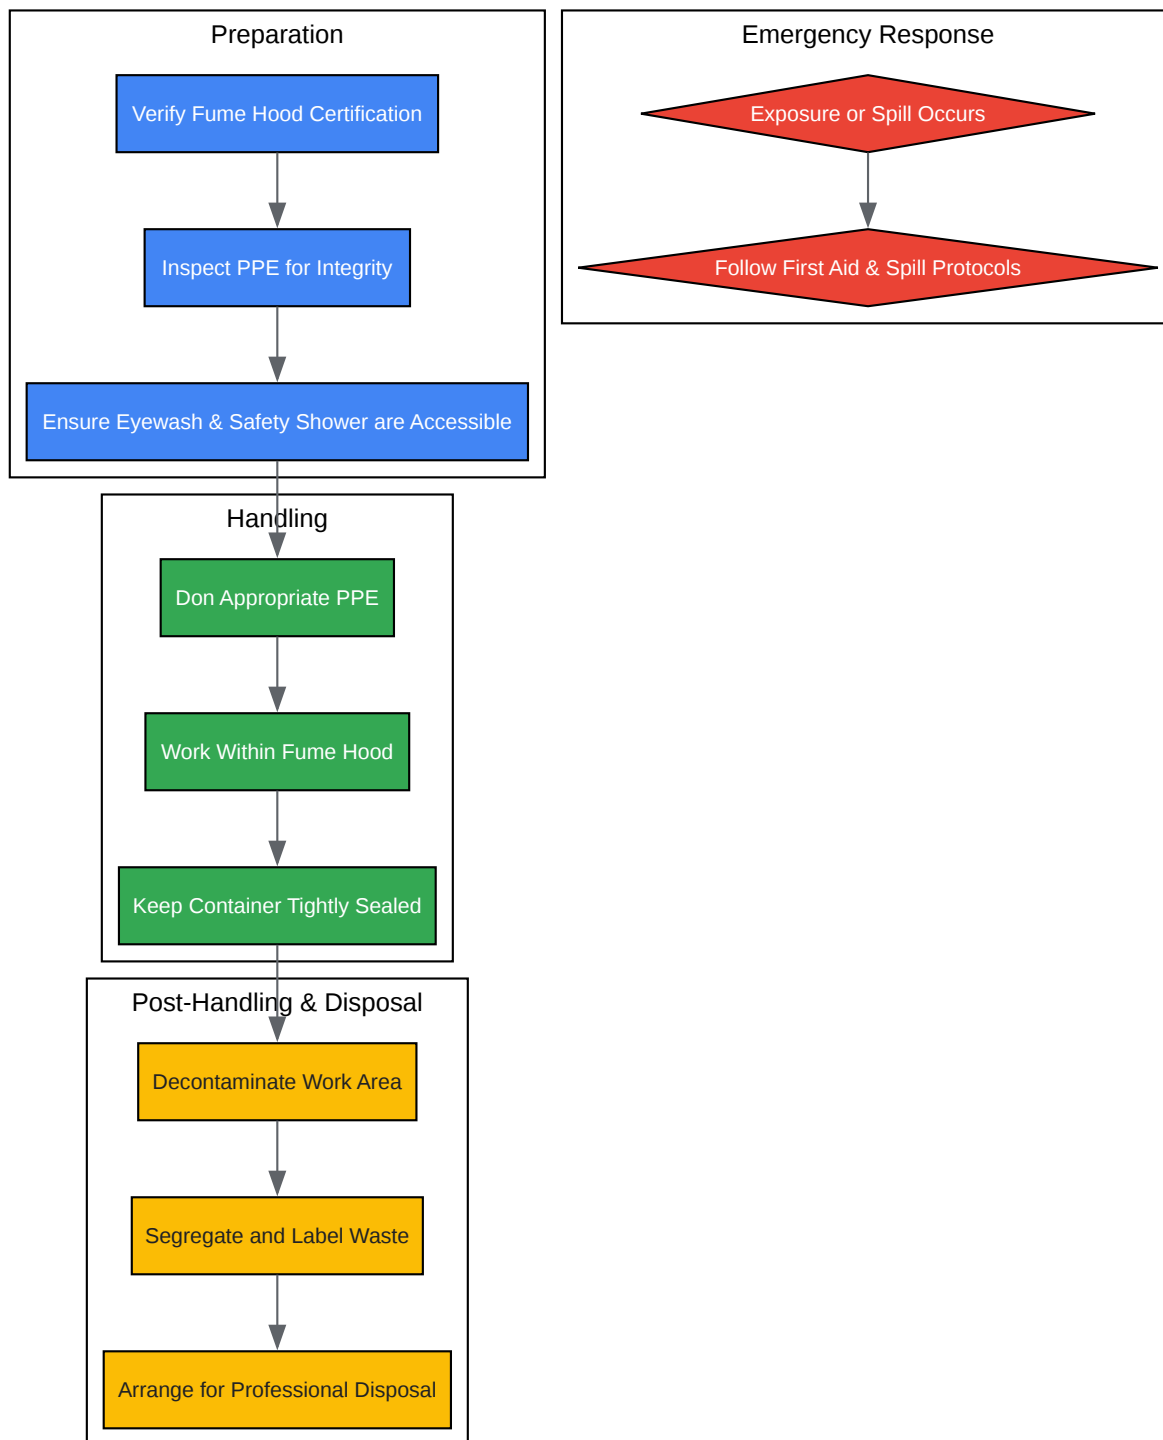 Preparation
Verify Fume Hood Certification
Inspect PPE for Integrity
Ensure Eyewash & Safety Shower are Accessible
Handling
Don Appropriate PPE
Work Within Fume Hood
Keep Container Tightly Sealed
Post-Handling & Disposal
Decontaminate Work Area
Segregate and Label Waste
Arrange for Professional Disposal
Emergency Response
Exposure or Spill Occurs
Follow First Aid & Spill Protocols